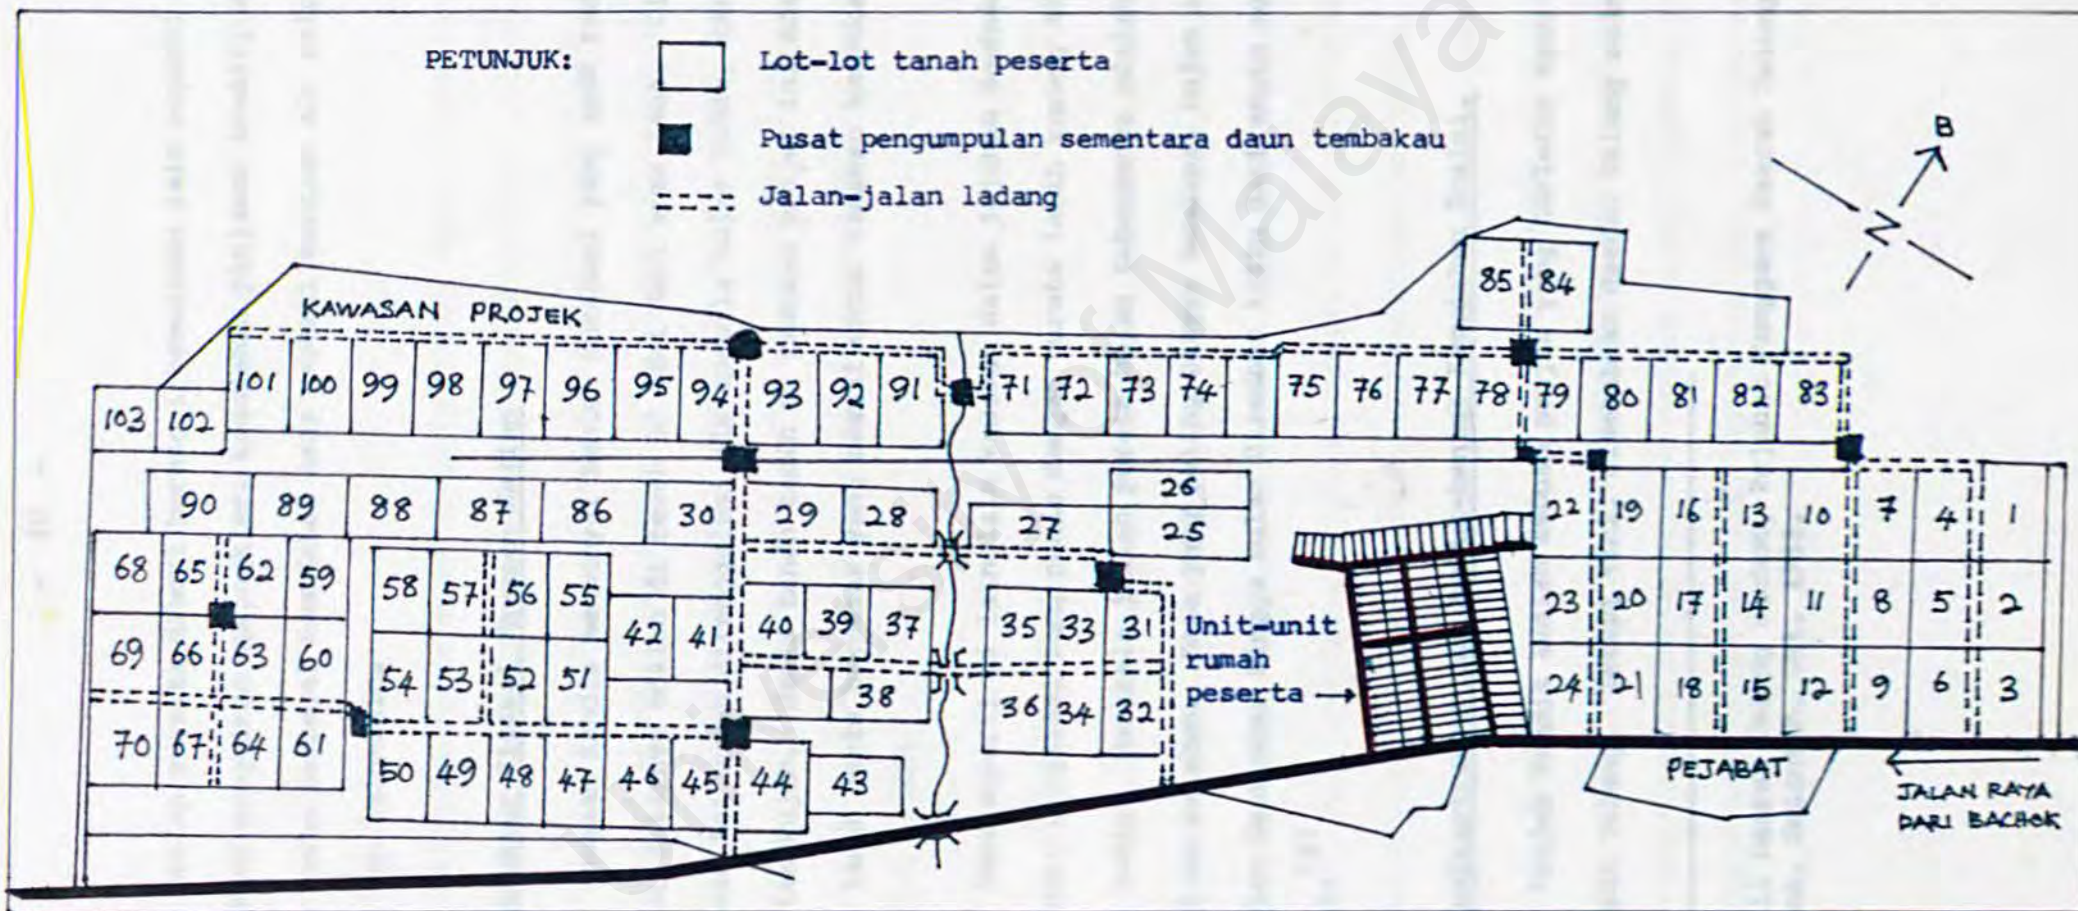 PETUNJUK:
Lot-lot tanah peserta
Pusat pengumpulan sementara daun tembakau
Jalan-jalan ladang
B
Z
KAWASAN PROJEK
85 84
101 100 99 98 97 96 95 94 93 92 91 71 72 73 74 75 76 77 78 79 80 81 82 83
103 102
90 89 88 87 86 30 29 28 27 26
25
22 19 16 13 10 7 4 1
68 65 62 59 58 57 56 55
42 41 40 39 37 35 33 31
23 20 17 14 11 8 5 2
69 66 63 60 54 53 52 51
38 36 34 32
24 21 18 15 12 9 6 3
70 67 64 61 50 49 48 47 46 45 44 43
Unit-unit
rumah
peserta
PEJABAT
JALAN RAYA
DARI BACHOK
University of Malaya